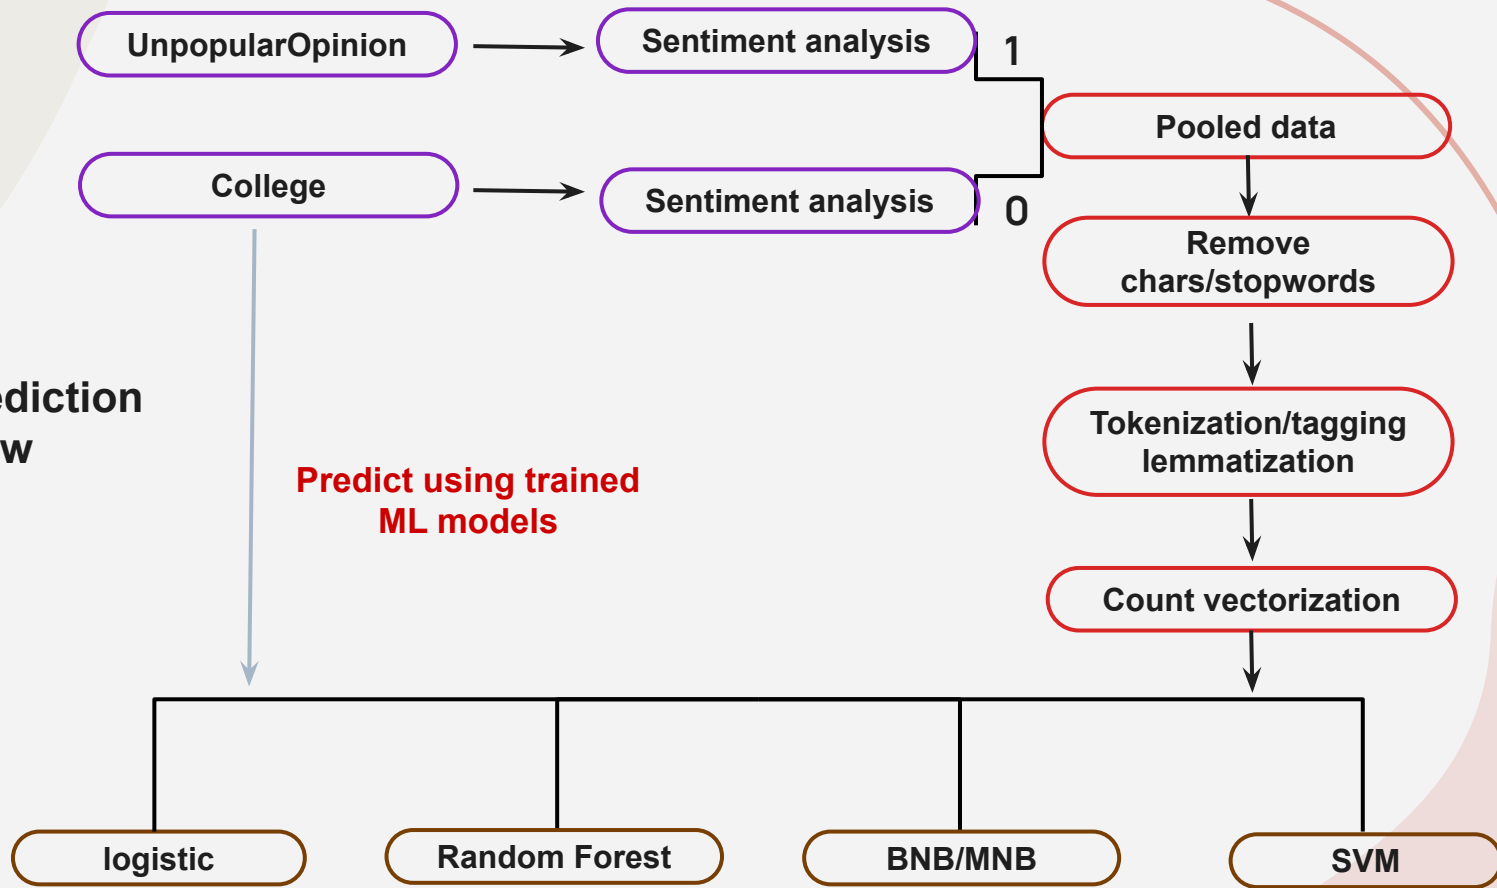 UnpopularOpinion
Sentiment analysis
1
Pooled data
College
Sentiment analysis
0
Remove
chars/stopwords
Tokenization/tagging
lemmatization
Predict using trained
ML models
Count vectorization
logistic
Random Forest
BNB/MNB
SVM